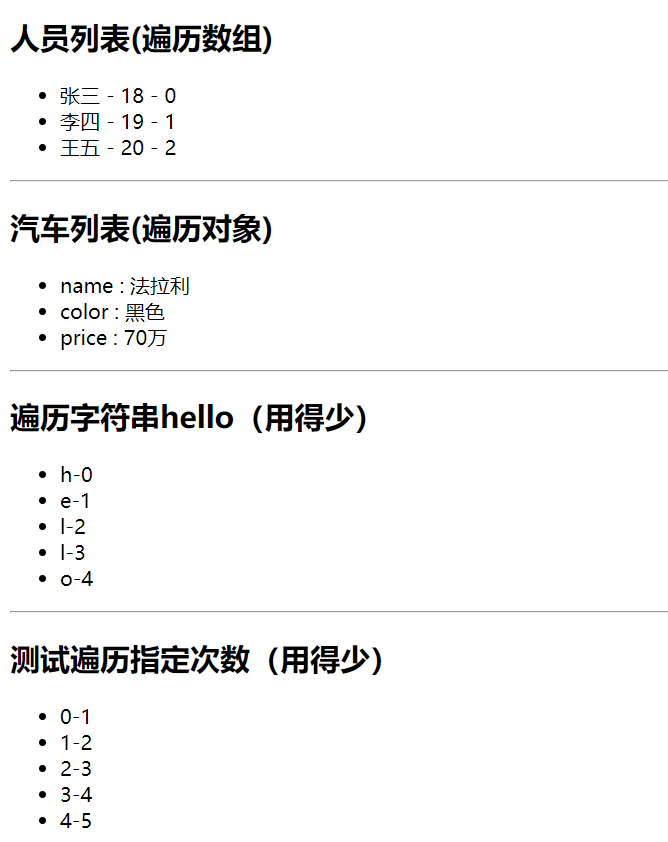 人员列表(遍历数组)
张三 - 18 - 0
李四 - 19 - 1
王五 - 20 - 2
汽车列表(遍历对象)
name : 法拉利
color : 黑色
price : 70万
遍历字符串hello（用得少）
h-0
e-1
l-2
l-3
o-4
测试遍历指定次数（用得少）
0-1
1-2
2-3
3-4
4-5